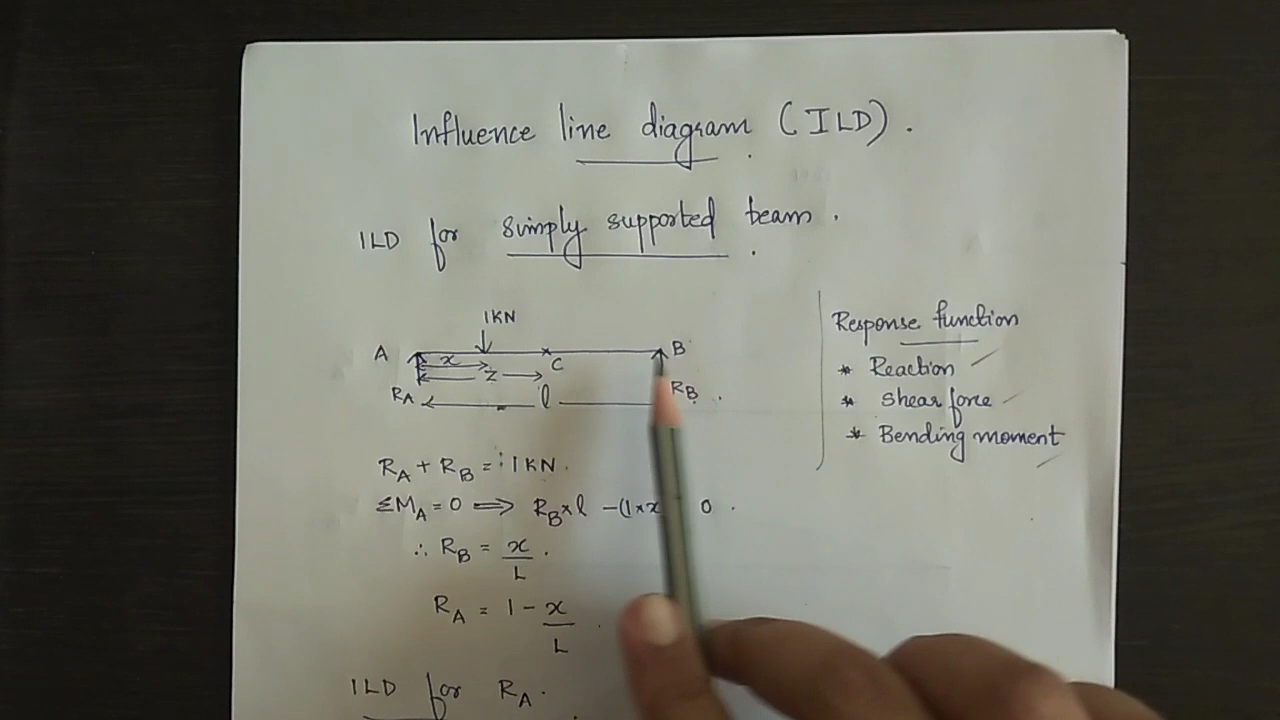 Influence line diagram (ILD).
ILD for simply supported beam.
1KN
A
x
z
C
B
RA
l
RB
RA + RB = 1KN.
ΣMA = 0 ⟹ RB×l -(1×x 0.
∴ RB = x/L.
RA = 1 - x/L.
ILD for RA.
Response function
* Reaction
* Shear force
* Bending moment